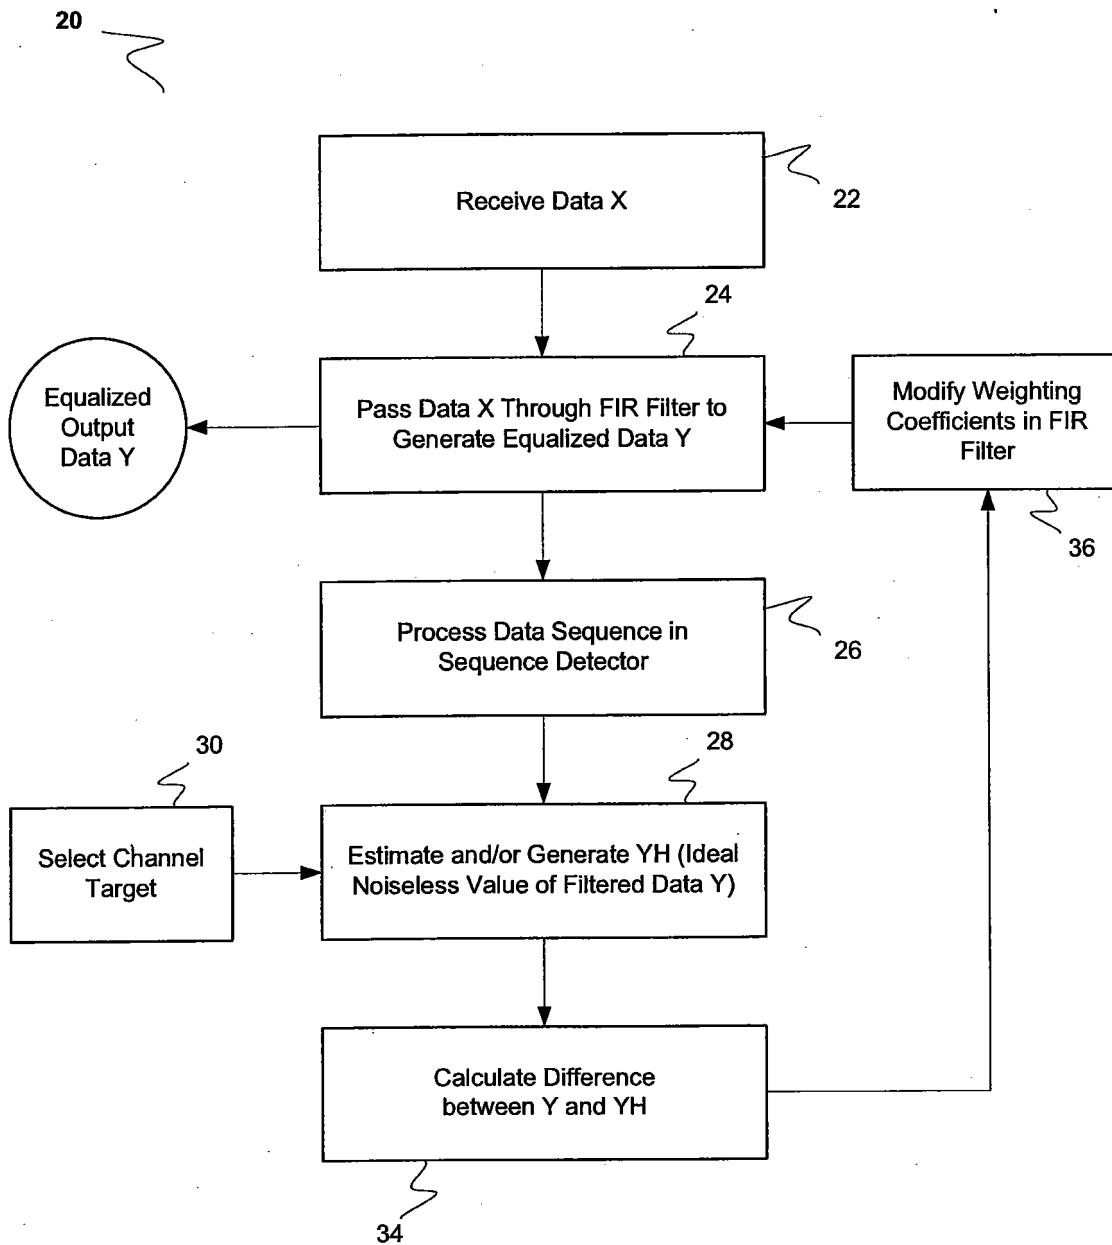 20
Receive Data X
22
24
Equalized
Output
Data Y
Pass Data X Through FIR Filter to
Generate Equalized Data Y
Modify Weighting
Coefficients in FIR
Filter
36
Process Data Sequence in
Sequence Detector
26
30
28
Select Channel
Target
Estimate and/or Generate YH (Ideal
Noiseless Value of Filtered Data Y)
Calculate Difference
between Y and YH
34